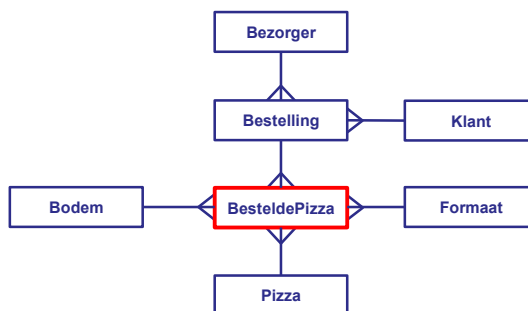 Bezorger
Bestelling
Klant
Bodem
BesteldePizza
Formaat
Pizza